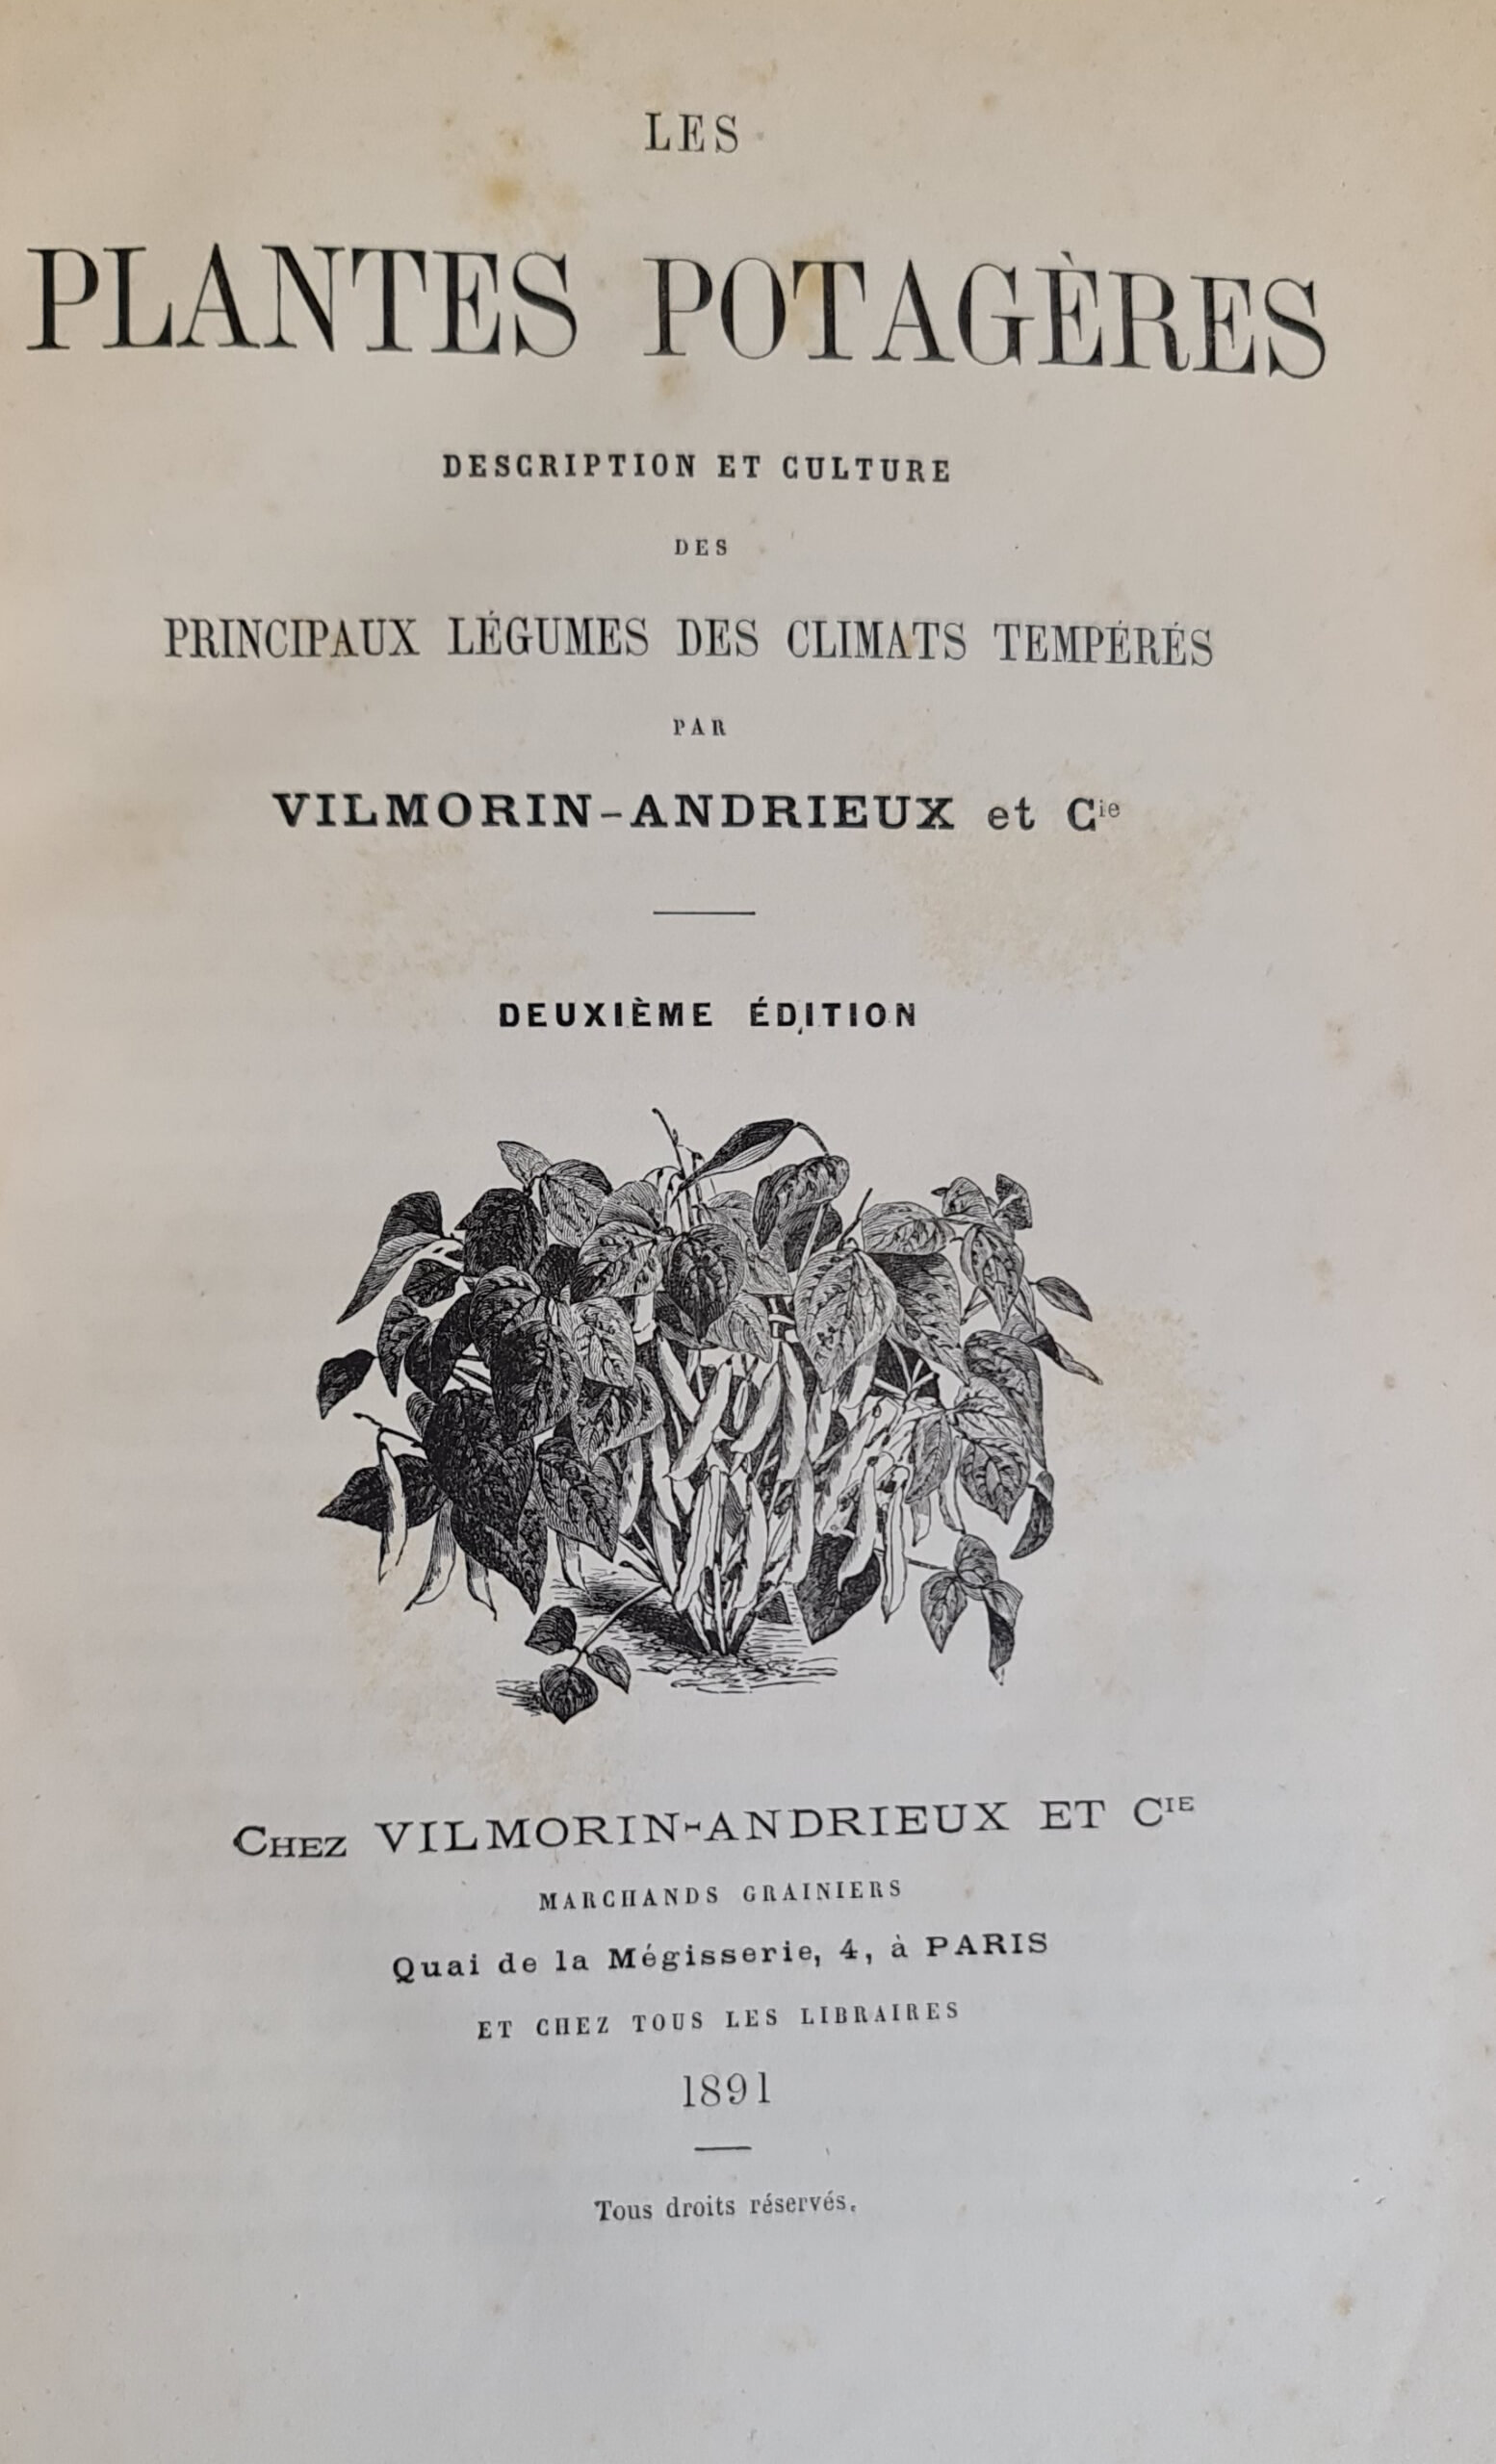 LES
PLANTES POTAGÈRES
DESCRIPTION ET CULTURE
DES
PRINCIPAUX LÉGUMES DES CLIMATS TEMPÉRÉS
PAR
VILMORIN-ANDRIEUX et Cie
DEUXIÈME ÉDITION
CHEZ VILMORIN-ANDRIEUX ET CIE
MARCHANDS GRAINIERS
Quai de la Mégisserie, 4, à PARIS
ET CHEZ TOUS LES LIBRAIRES
1891
Tous droits réservés.